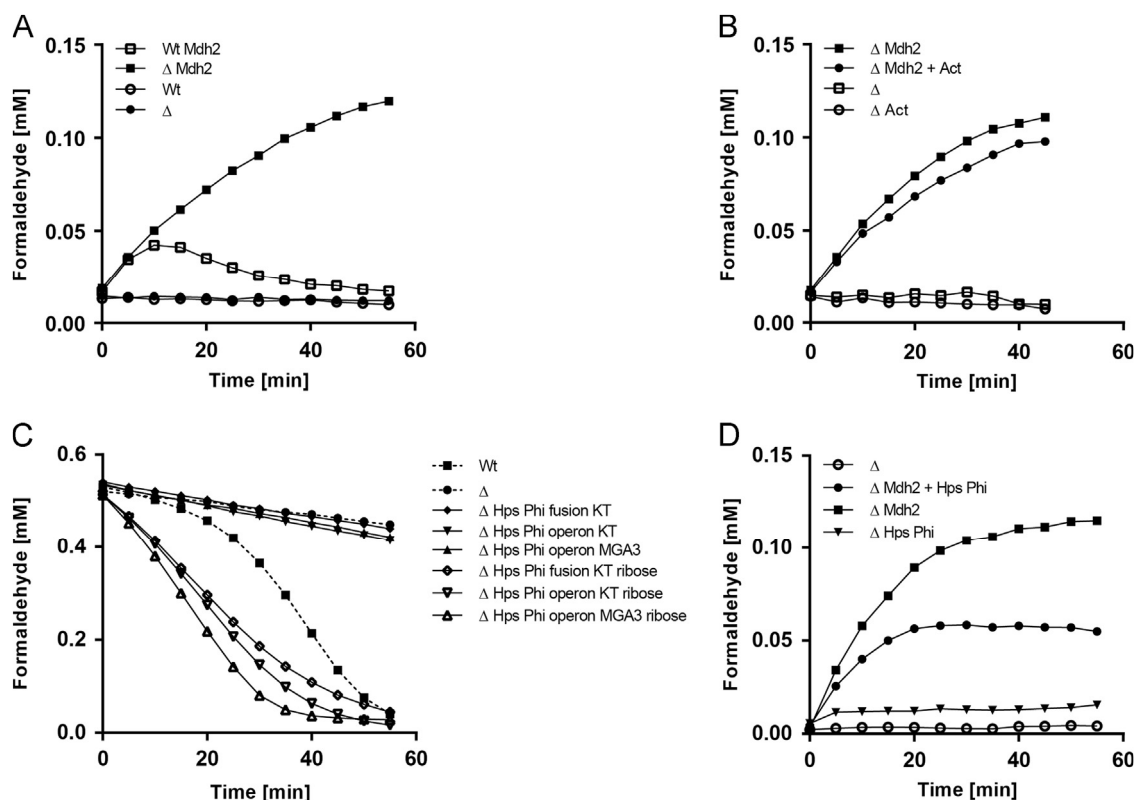 A
0.15
0.10
0.05
0.00
Formaldehyde [mM]
Wt Mdh2
Δ Mdh2
Wt
Δ
0
20
40
60
Time [min]
B
0.15
0.10
0.05
0.00
Formaldehyde [mM]
Δ Mdh2
Δ Mdh2 + Act
Δ
Δ Act
0
20
40
60
Time [min]
C
0.6
0.4
0.2
0.0
Formaldehyde [mM]
Wt
Δ
Δ Hps Phi fusion KT
Δ Hps Phi operon KT
Δ Hps Phi operon MGA3
Δ Hps Phi fusion KT ribose
Δ Hps Phi operon KT ribose
Δ Hps Phi operon MGA3 ribose
0
20
40
60
Time [min]
D
0.15
0.10
0.05
0.00
Formaldehyde [mM]
Δ
Δ Mdh2 + Hps Phi
Δ Mdh2
Δ Hps Phi
0
20
40
60
Time [min]